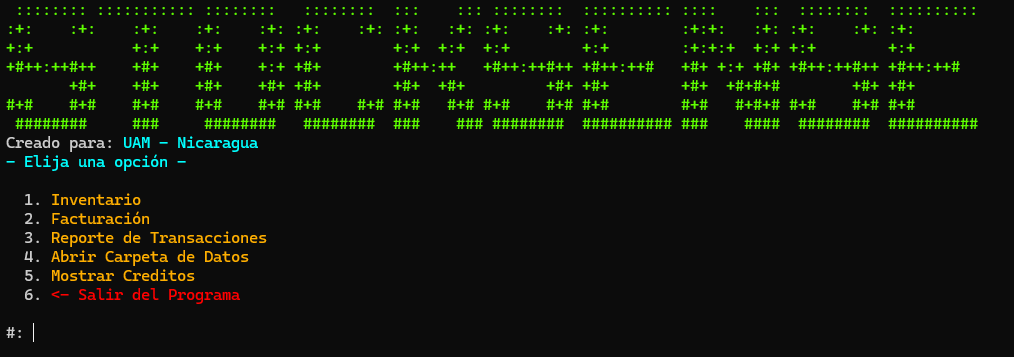 STOCKSENSE
Creado para: UAM - Nicaragua
- Elija una opción -
1. Inventario
2. Facturación
3. Reporte de Transacciones
4. Abrir Carpeta de Datos
5. Mostrar Creditos
6. <- Salir del Programa
#: